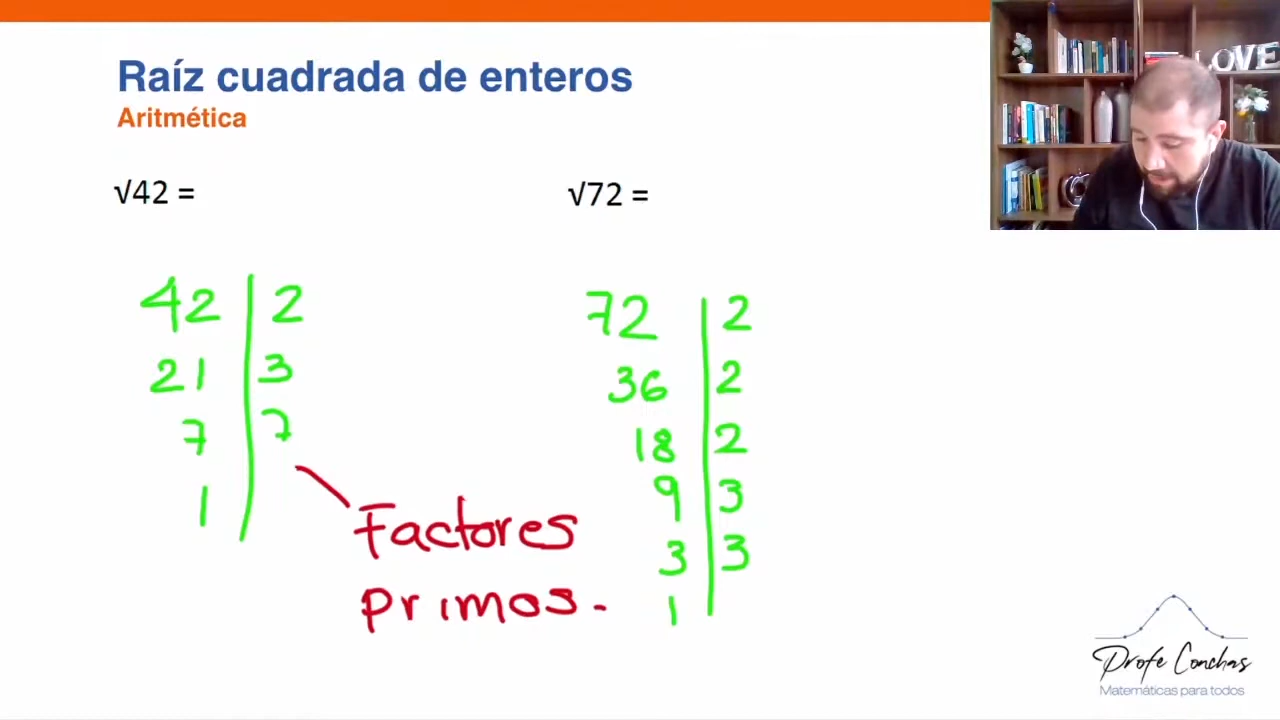 Raíz cuadrada de enteros
Aritmética
√42 =
√72 =
42 2
21 3
7 7
1
72 2
36 2
18 2
9 3
3 3
1
Factores
primos.
LOVE
Profe Conchas
Matemáticas para todos